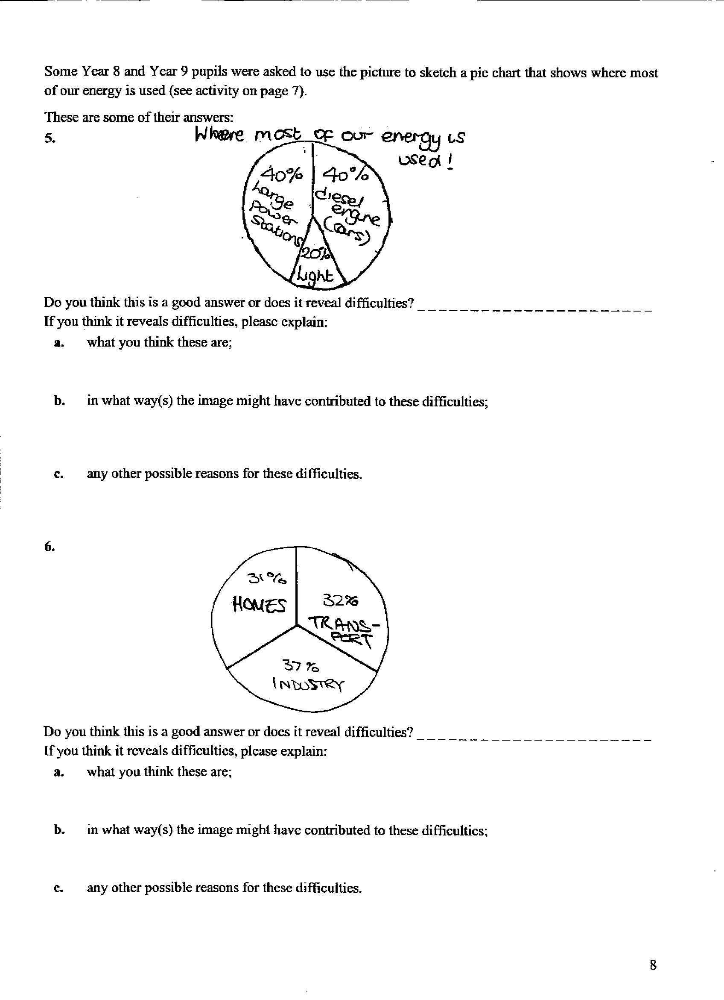 Some Year 8 and Year 9 pupils were asked to use the picture to sketch a pie chart that shows where most
of our energy is used (see activity on page 7).
These are some of their answers:
5.
Where most of our energy is
used!
40%
Large
Power
Stations
40%
diesel
engine
(cars)
20%
Light
Do you think this is a good answer or does it reveal difficulties? ______________________
If you think it reveals difficulties, please explain:
a. what you think these are;
b. in what way(s) the image might have contributed to these difficulties;
c. any other possible reasons for these difficulties.
6.
31%
HOMES
32%
TRANS-
PORT
37%
INDUSTRY
Do you think this is a good answer or does it reveal difficulties? ______________________
If you think it reveals difficulties, please explain:
a. what you think these are;
b. in what way(s) the image might have contributed to these difficulties;
c. any other possible reasons for these difficulties.
8